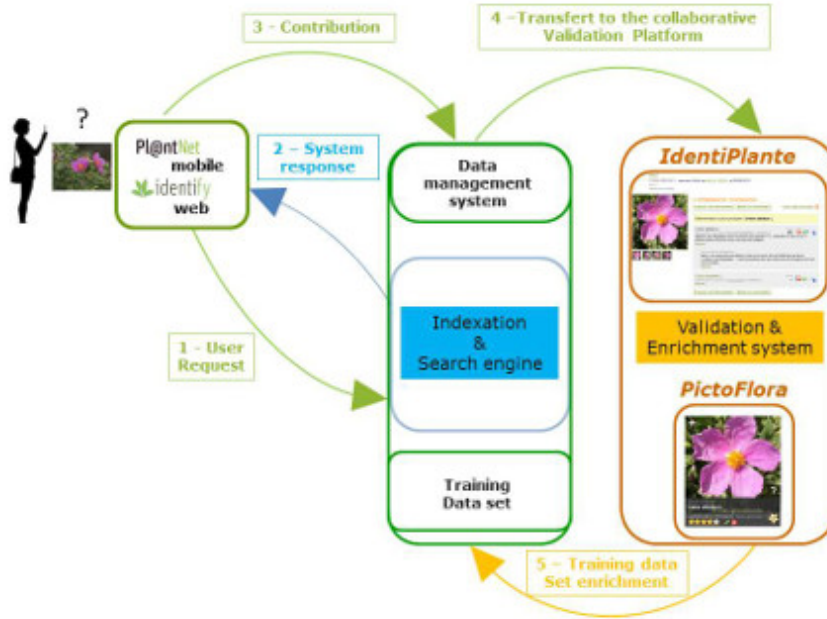 3 - Contribution
4 –Transfert to the collaborative
Validation Platform
?
Pl@ntNet
mobile
identify
web
2 – System
response
Data
management
system
IdentiPlante
Indexation
&
Search engine
1 - User
Request
Validation &
Enrichment system
PictoFlora
Training
Data set
?
5 – Training data
Set enrichment